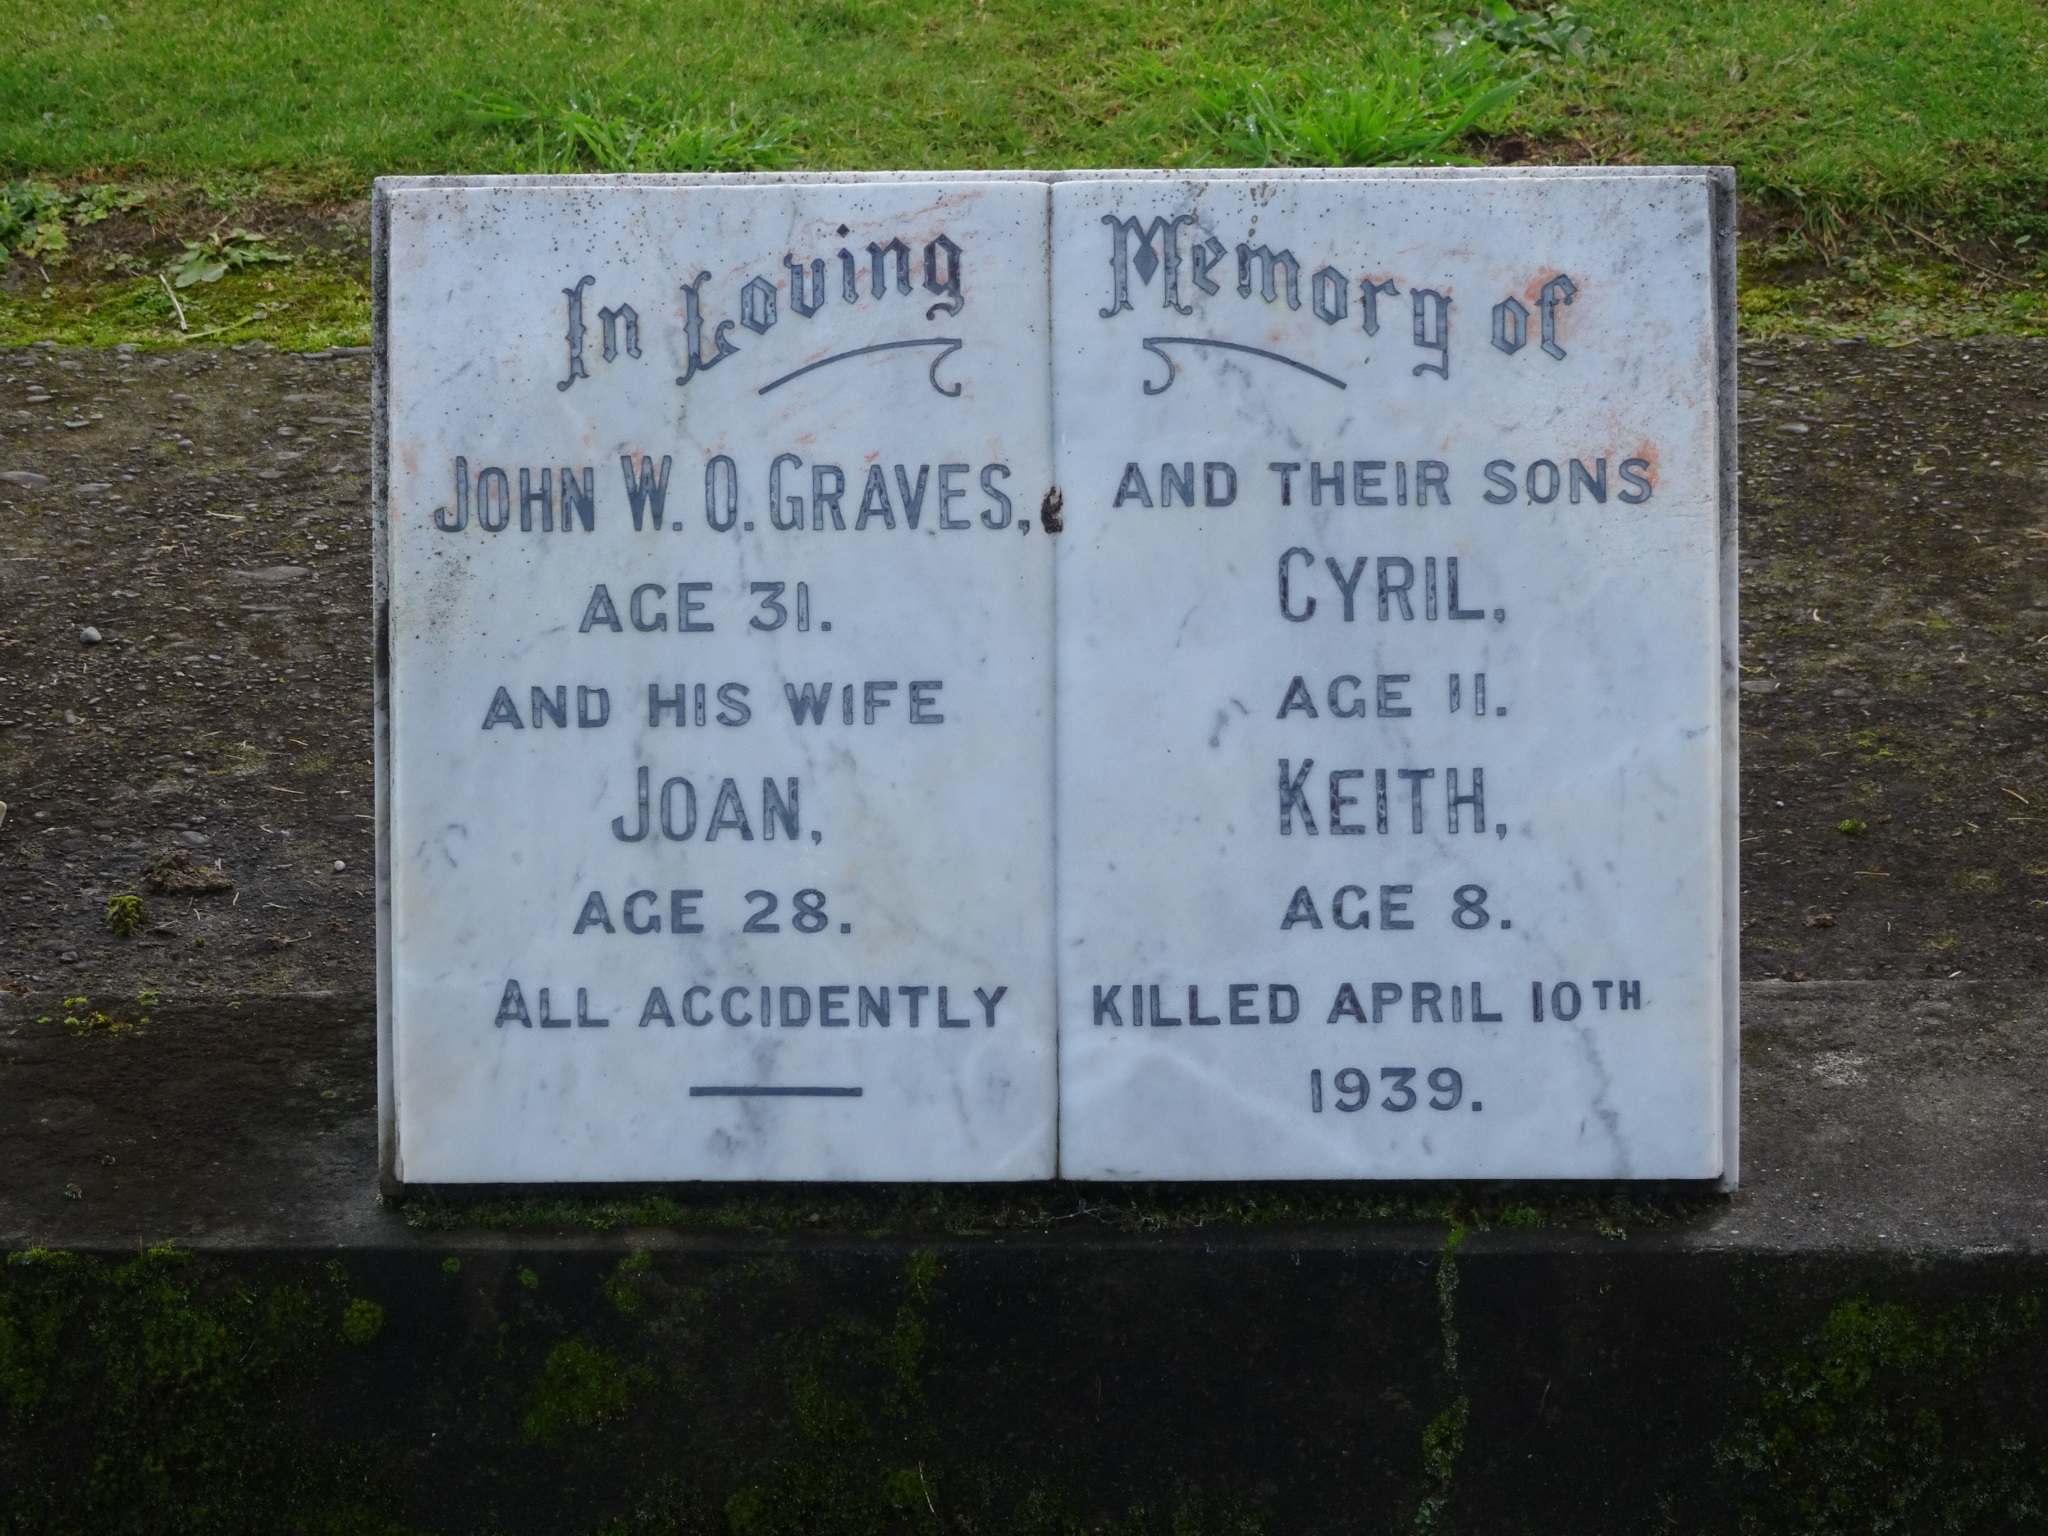 In Loving Memory of
JOHN W. O. GRAVES,
AGE 31.
AND HIS WIFE
JOAN,
AGE 28.
ALL ACCIDENTLY
AND THEIR SONS
CYRIL,
AGE 11.
KEITH,
AGE 8.
KILLED APRIL 10TH
1939.